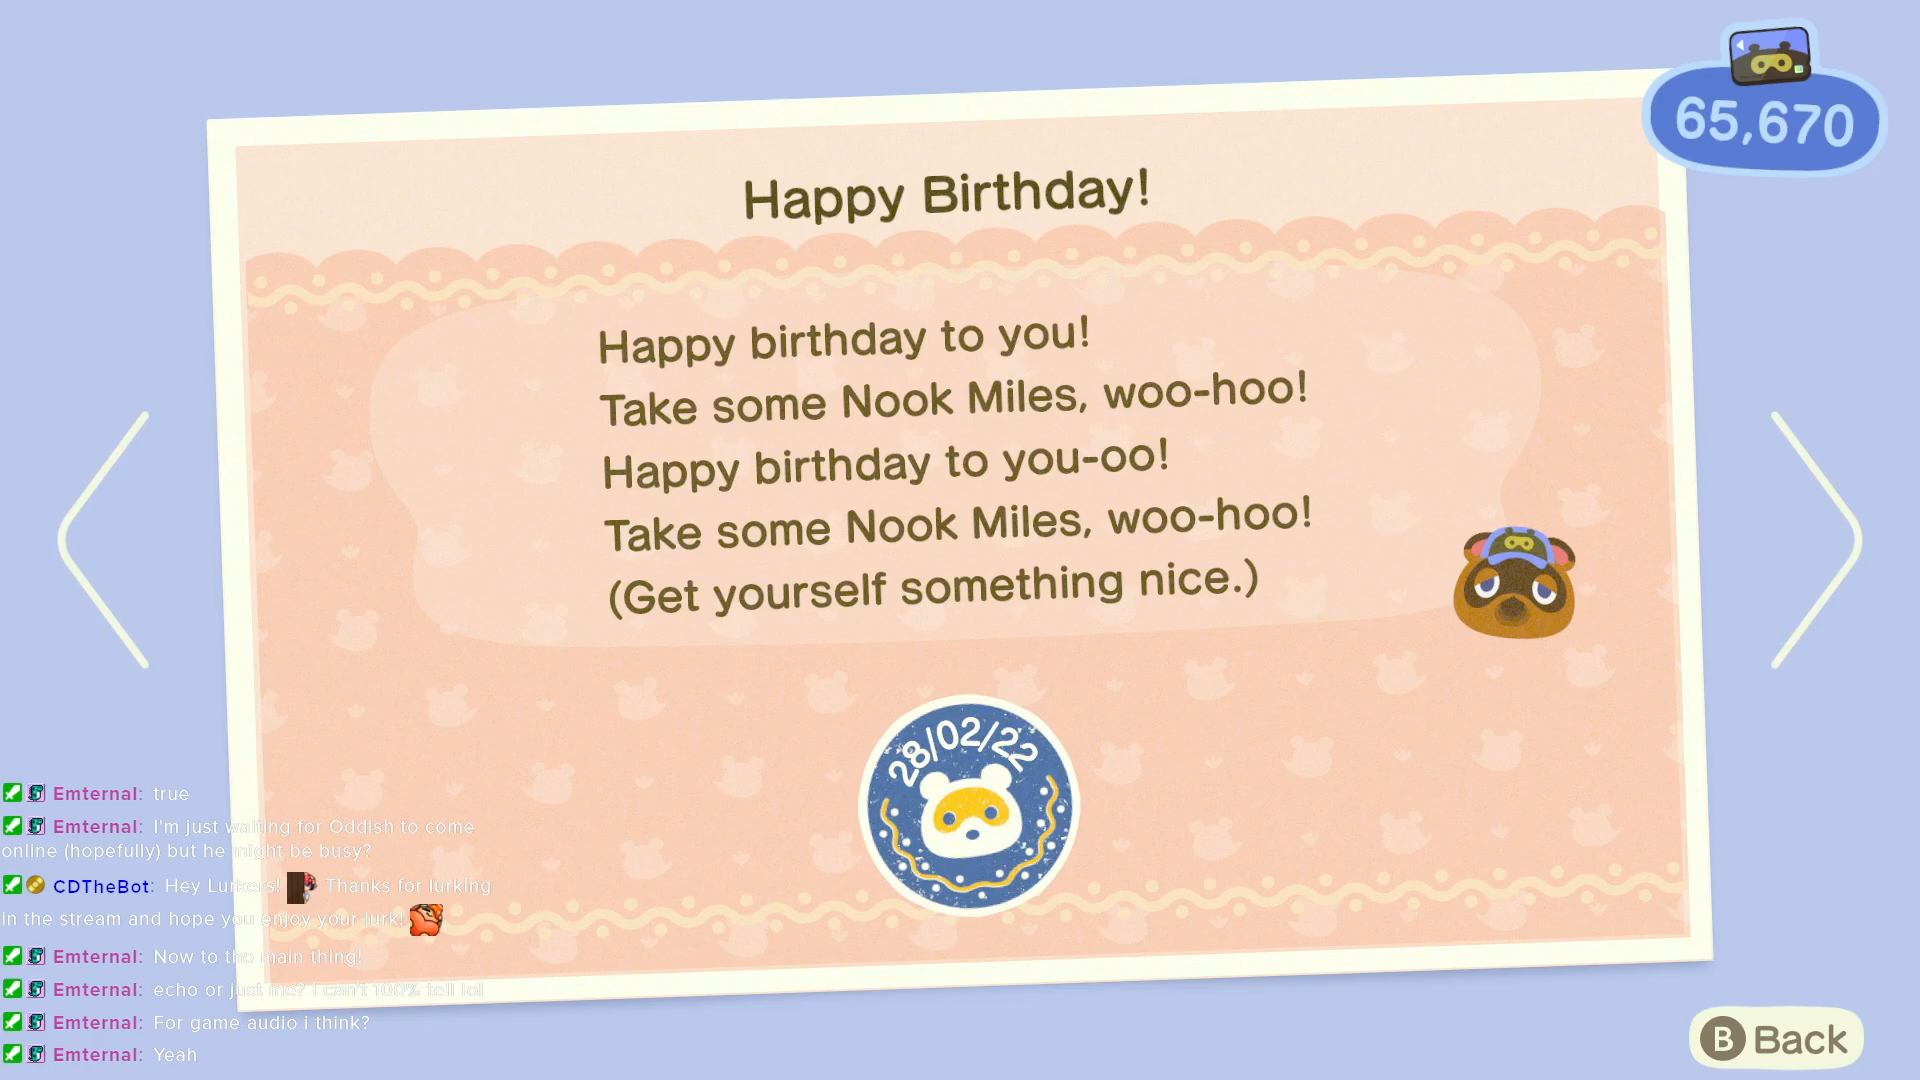 65,670
Happy Birthday!
Happy birthday to you!
Take some Nook Miles, woo-hoo!
Happy birthday to you-oo!
Take some Nook Miles, woo-hoo!
(Get yourself something nice.)
28/02/22
Emternal: true
Emternal: I'm just waiting for Oddish to come
online (hopefully) but he might be busy?
CDTheBot: Hey Lurkers! Thanks for lurking
in the stream and hope you enjoy your lurk!
Emternal: Now to the main thing!
Emternal: echo or just me? I can't 100% tell lol
Emternal: For game audio i think?
Emternal: Yeah
B Back